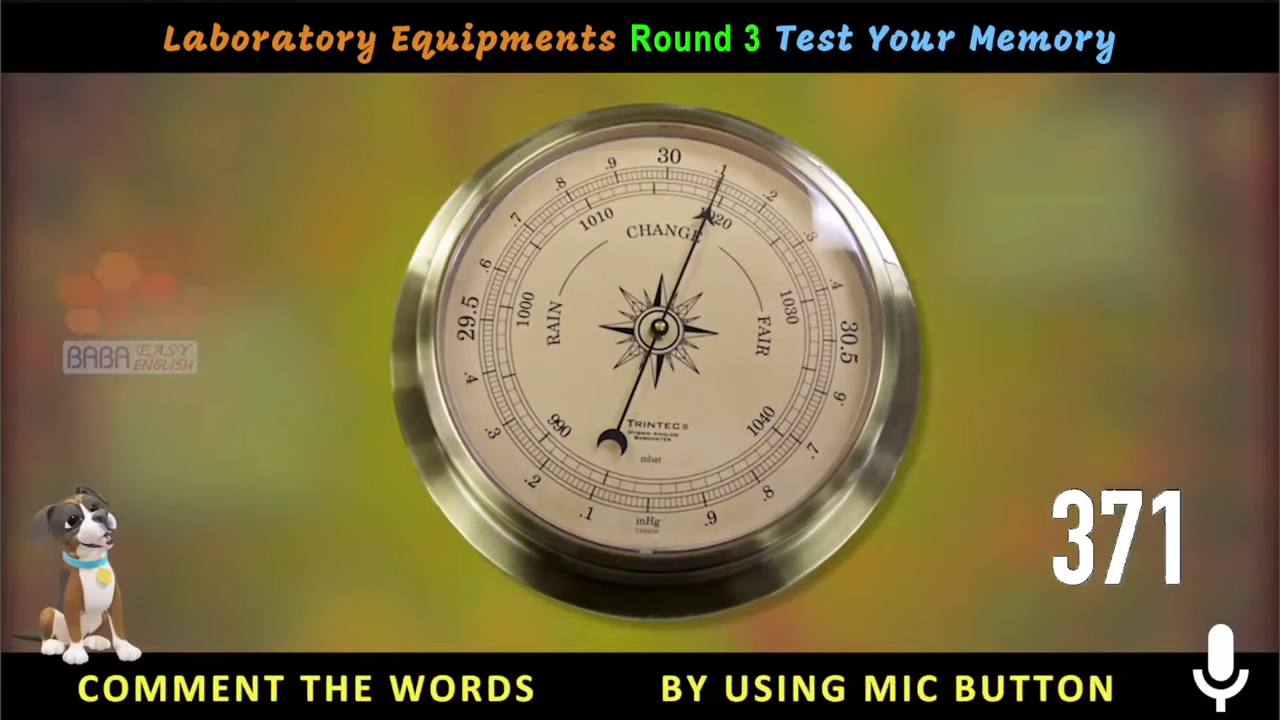 Laboratory Equipments Round 3 Test Your Memory
30
.9 .1
.8 .2
.7 .3
1010 1020
CHANGE
.6 .4
1000 1030
29.5 RAIN FAIR 30.5
BABA EASY ENGLISH
.4
.3 990 1040 .7
TRINTEC
mbar
.2 .8
.1 inHg .9
371
COMMENT THE WORDS BY USING MIC BUTTON